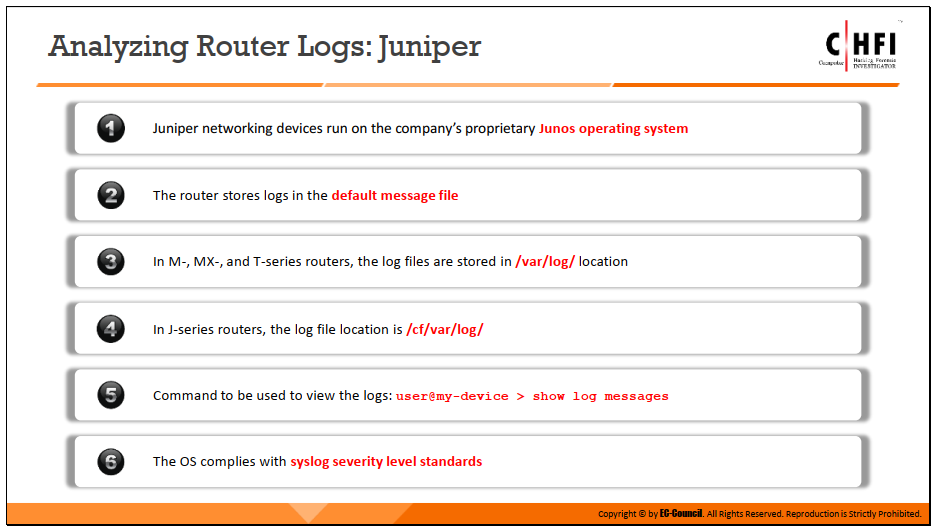 Analyzing Router Logs: Juniper
CHFI
Computer Hacking Forensic
INVESTIGATOR
1 Juniper networking devices run on the company’s proprietary Junos operating system
2 The router stores logs in the default message file
3 In M-, MX-, and T-series routers, the log files are stored in /var/log/ location
4 In J-series routers, the log file location is /cf/var/log/
5 Command to be used to view the logs: user@my-device > show log messages
6 The OS complies with syslog severity level standards
Copyright © by EC-Council. All Rights Reserved. Reproduction is Strictly Prohibited.